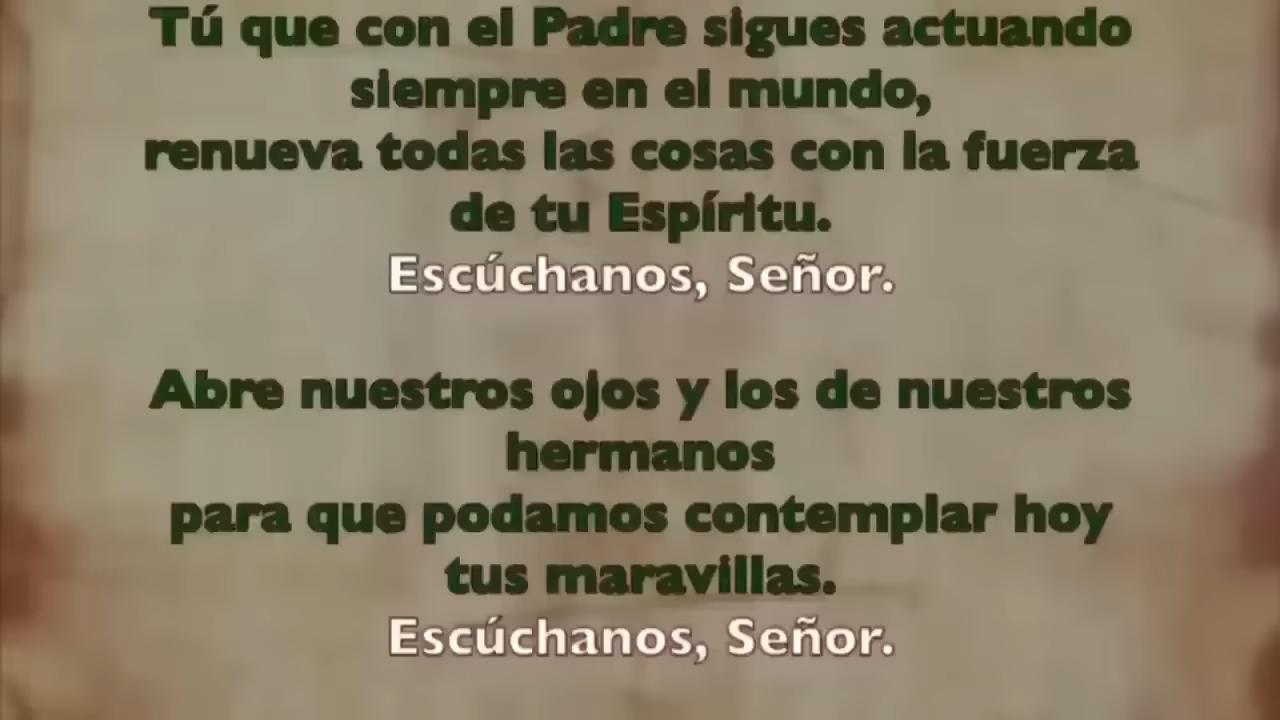 Tú que con el Padre sigues actuando
siempre en el mundo,
renueva todas las cosas con la fuerza
de tu Espíritu.
Escúchanos, Señor.
Abre nuestros ojos y los de nuestros
hermanos
para que podamos contemplar hoy
tus maravillas.
Escúchanos, Señor.